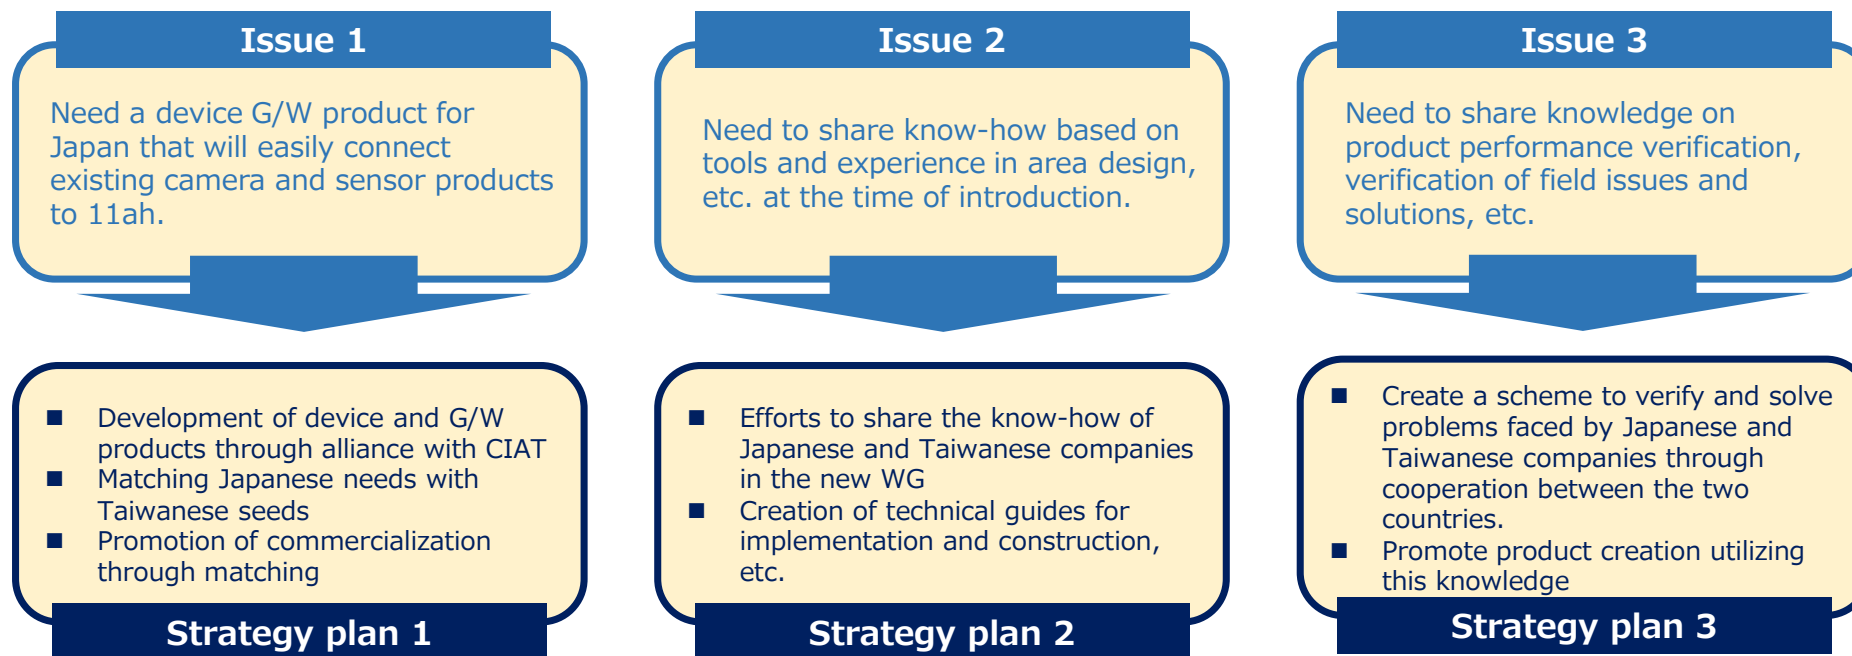 Issue 1
Need a device G/W product for
Japan that will easily connect
existing camera and sensor products
to 11ah.
■ Development of device and G/W
products through alliance with CIAT
■ Matching Japanese needs with
Taiwanese seeds
■ Promotion of commercialization
through matching
Strategy plan 1
Issue 2
Need to share know-how based on
tools and experience in area design,
etc. at the time of introduction.
■ Efforts to share the know-how of
Japanese and Taiwanese companies
in the new WG
■ Creation of technical guides for
implementation and construction,
etc.
Strategy plan 2
Issue 3
Need to share knowledge on
product performance verification,
verification of field issues and
solutions, etc.
■ Create a scheme to verify and solve
problems faced by Japanese and
Taiwanese companies through
cooperation between the two
countries.
■ Promote product creation utilizing
this knowledge
Strategy plan 3